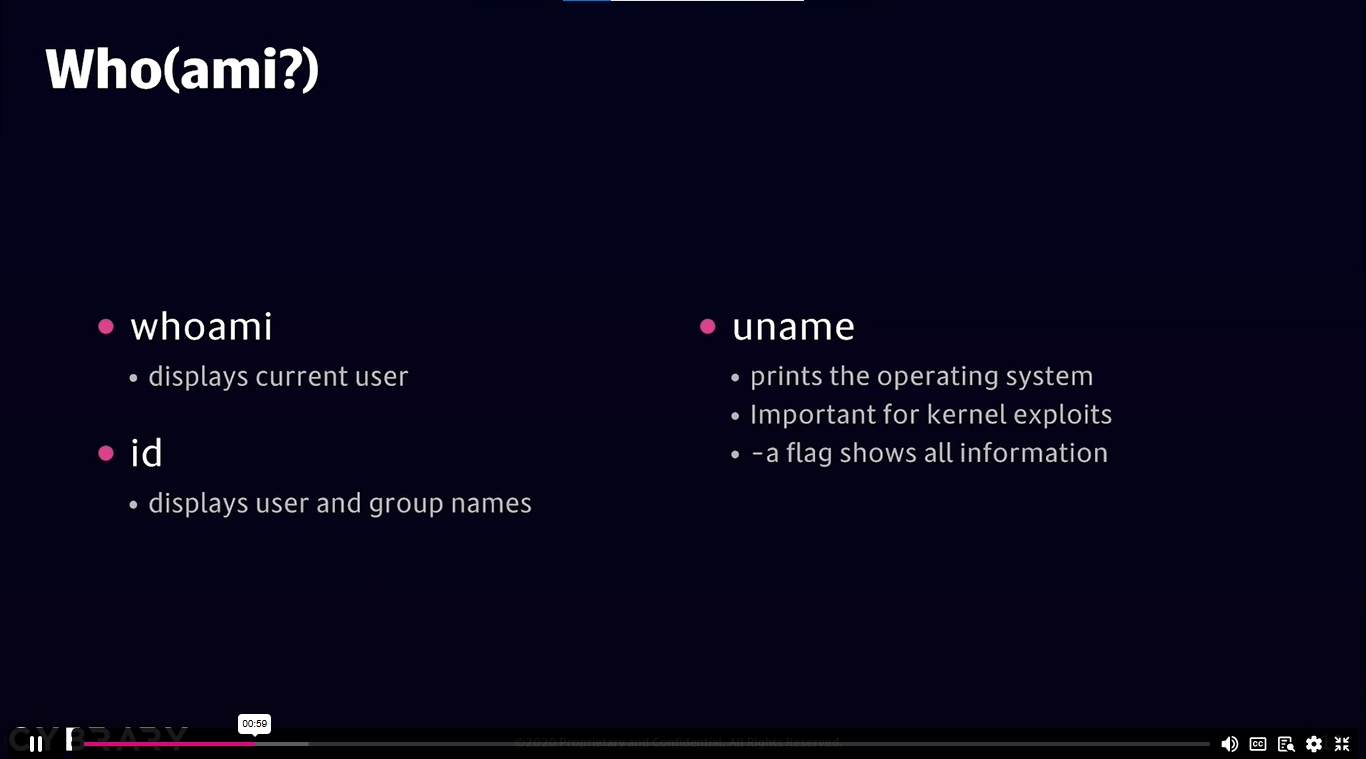 Who(ami?)
whoami
displays current user
id
displays user and group names
uname
prints the operating system
Important for kernel exploits
-a flag shows all information
00:59
CYBRARY
©2020 Proprietary and Confidential. All Rights Reserved.
CC